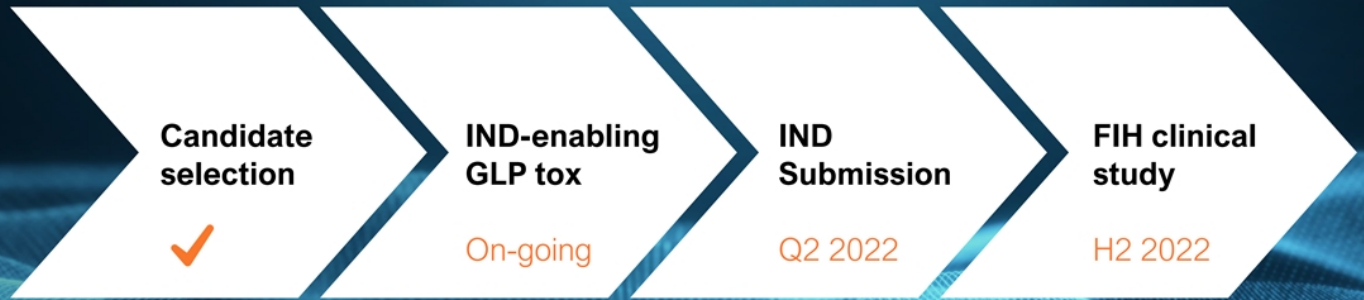 Candidate
selection
IND-enabling
GLP tox
On-going
IND
Submission
Q2 2022
FIH clinical
study
H2 2022